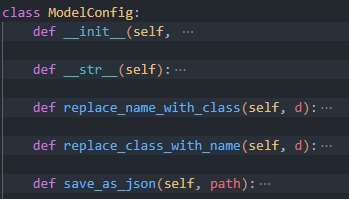 class ModelConfig:
    def __init__(self, ···
    def __str__(self):···
    def replace_name_with_class(self, d):···
    def replace_class_with_name(self, d):···
    def save_as_json(self, path):···